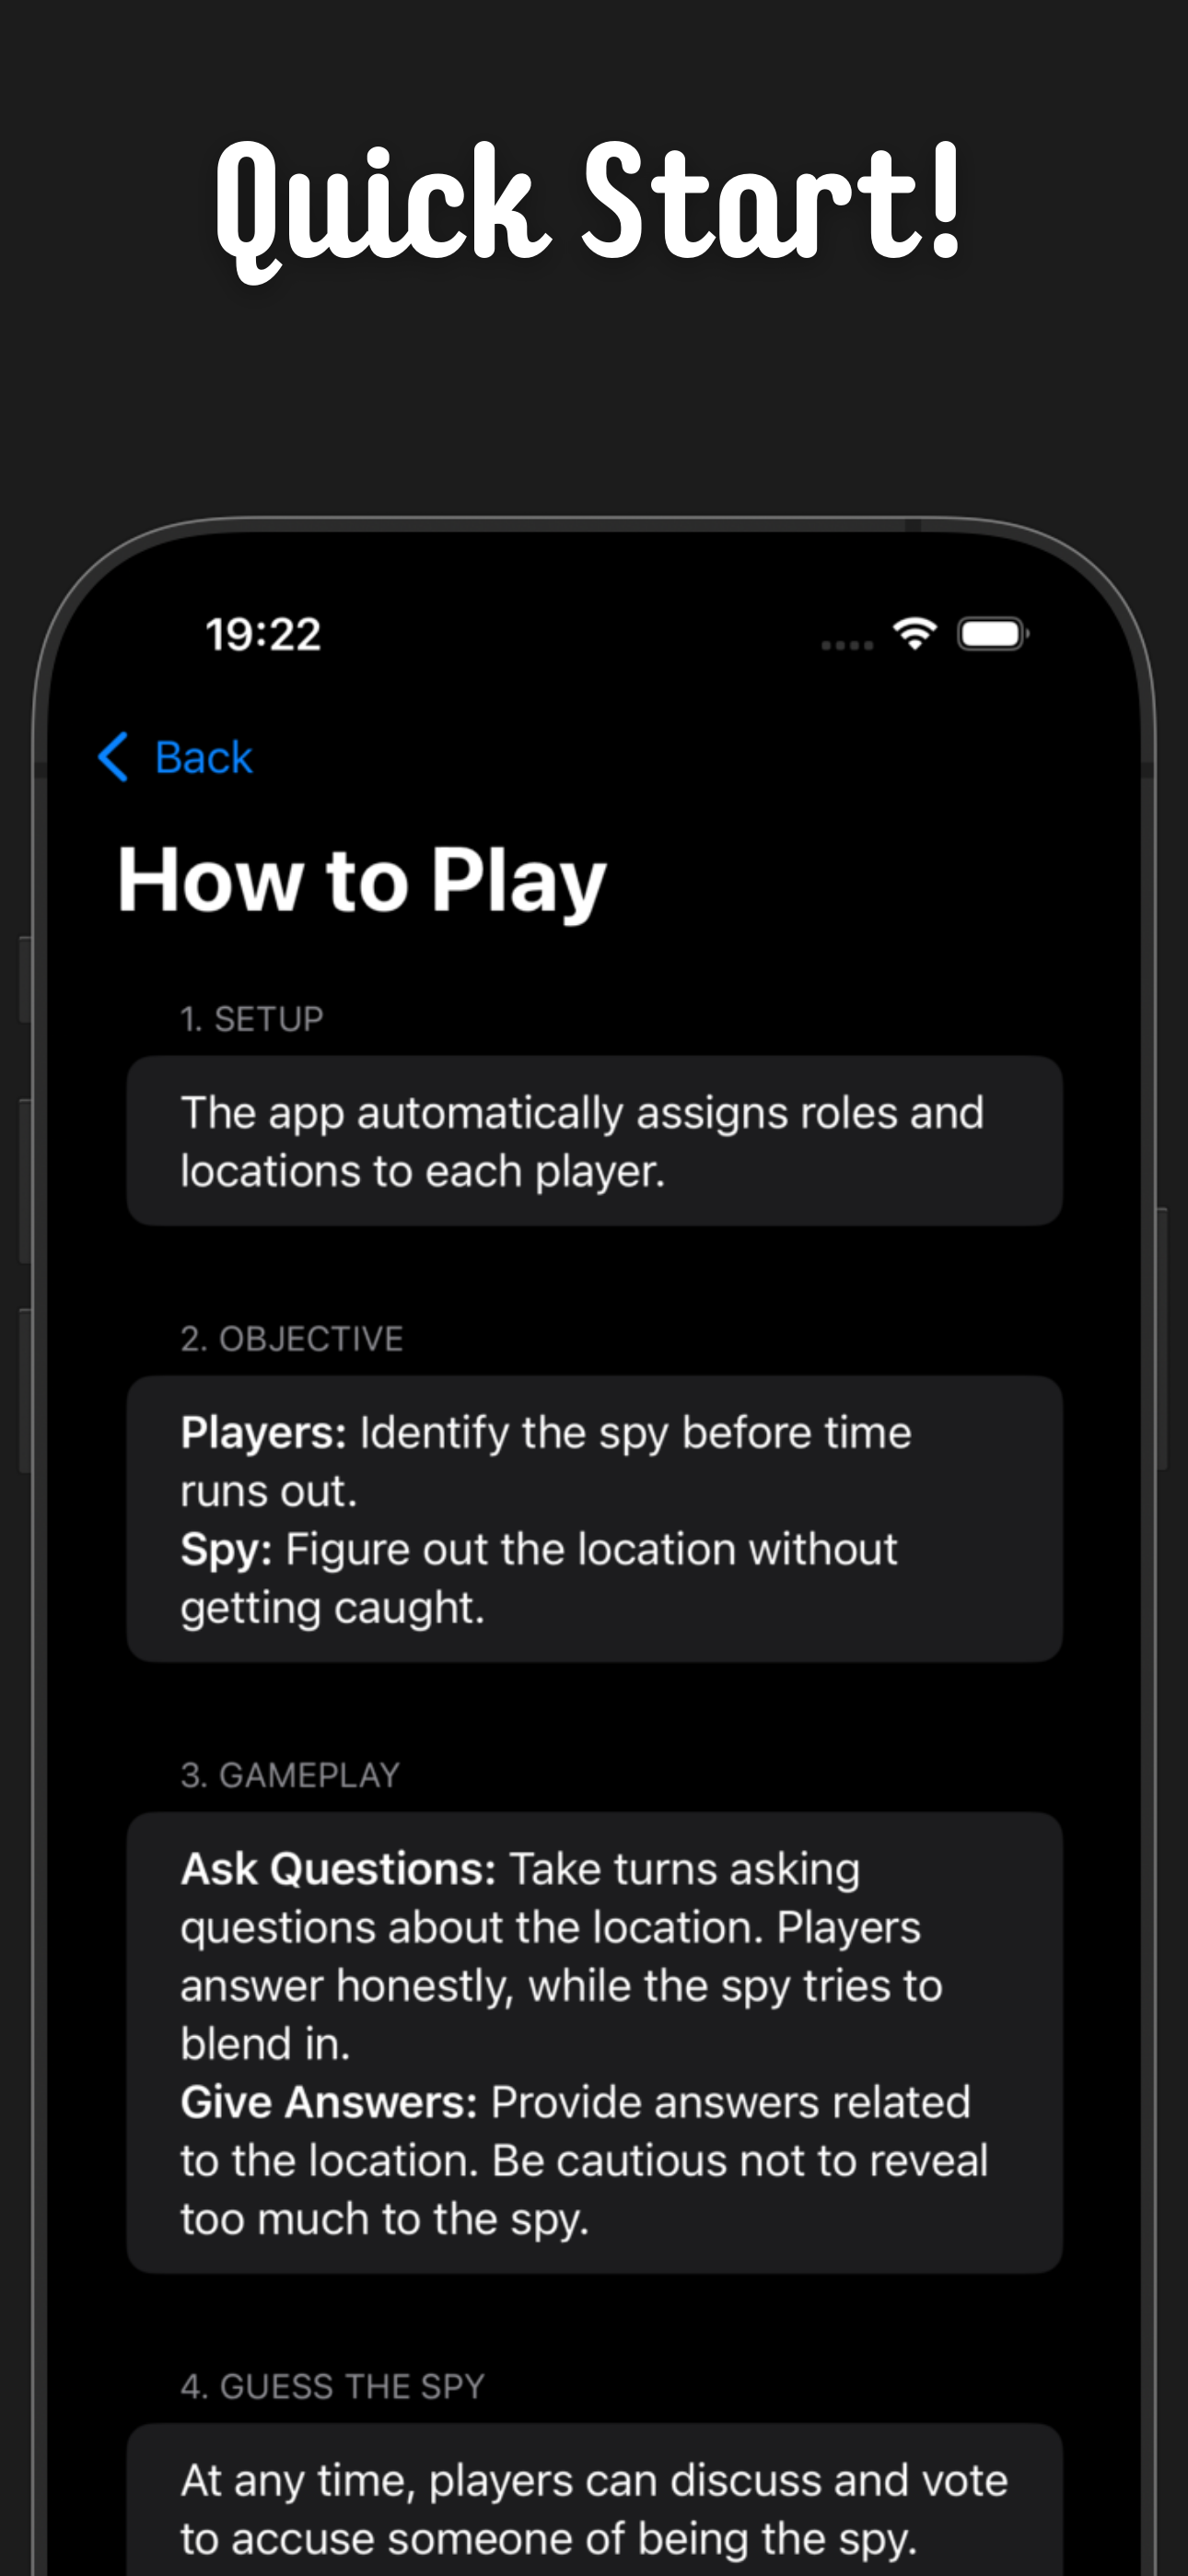 Quick Start!
19:22
Back
How to Play
1. SETUP
The app automatically assigns roles and
locations to each player.
2. OBJECTIVE
Players: Identify the spy before time
runs out.
Spy: Figure out the location without
getting caught.
3. GAMEPLAY
Ask Questions: Take turns asking
questions about the location. Players
answer honestly, while the spy tries to
blend in.
Give Answers: Provide answers related
to the location. Be cautious not to reveal
too much to the spy.
4. GUESS THE SPY
At any time, players can discuss and vote
to accuse someone of being the spy.